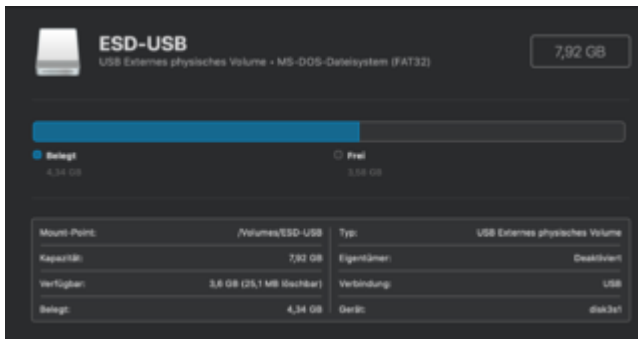 ESD-USB
USB Externes physisches Volume • MS-DOS-Dateisystem (FAT32)
7,92 GB
Belegt
4,34 GB
Frei
3,58 GB
Mount-Point: /Volumes/ESD-USB
Kapazität: 7,92 GB
Verfügbar: 3,6 GB (25,1 MB löschbar)
Belegt: 4,34 GB
Typ: USB Externes physisches Volume
Eigentümer: Deaktiviert
Verbindung: USB
Gerät: disk3s1